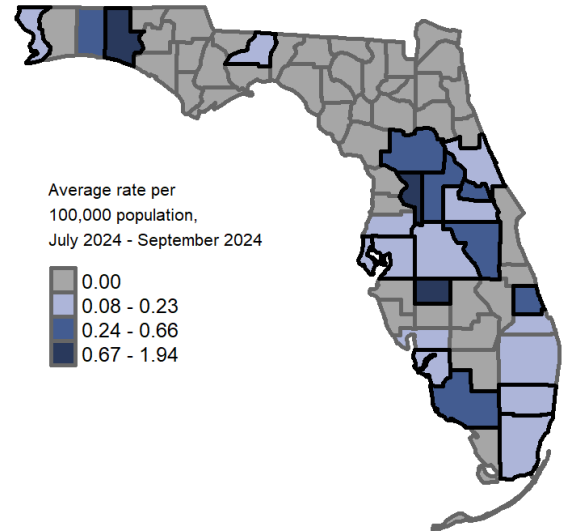 Average rate per
100,000 population,
July 2024 - September 2024
0.00
0.08 - 0.23
0.24 - 0.66
0.67 - 1.94